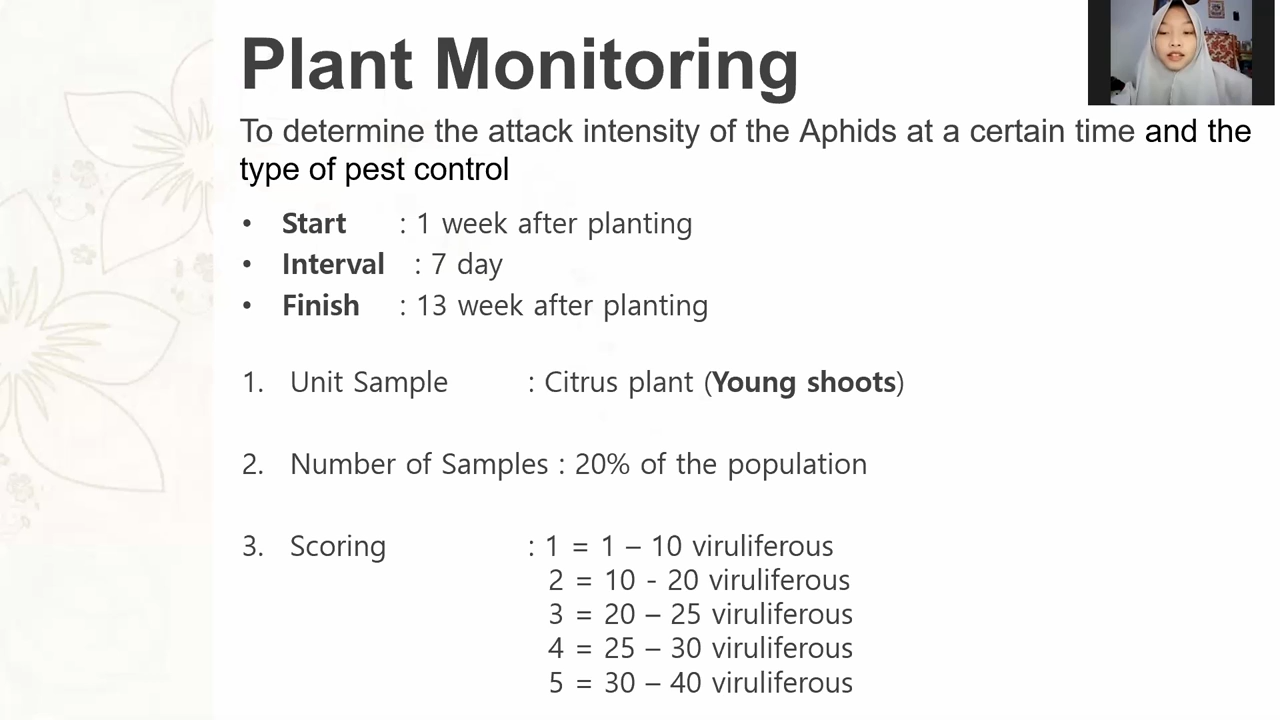 Plant Monitoring
To determine the attack intensity of the Aphids at a certain time and the
type of pest control
• Start : 1 week after planting
• Interval : 7 day
• Finish : 13 week after planting
1. Unit Sample : Citrus plant (Young shoots)
2. Number of Samples : 20% of the population
3. Scoring : 1 = 1 – 10 viruliferous
2 = 10 - 20 viruliferous
3 = 20 – 25 viruliferous
4 = 25 – 30 viruliferous
5 = 30 – 40 viruliferous